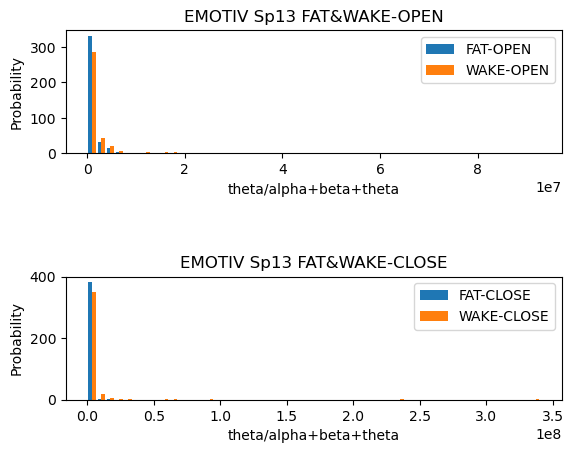 EMOTIV Sp13 FAT&WAKE-OPEN
Probability
300
200
100
0
FAT-OPEN
WAKE-OPEN
0 2 4 6 8
1e7
theta/alpha+beta+theta
EMOTIV Sp13 FAT&WAKE-CLOSE
Probability
400
200
0
FAT-CLOSE
WAKE-CLOSE
0.0 0.5 1.0 1.5 2.0 2.5 3.0 3.5
1e8
theta/alpha+beta+theta